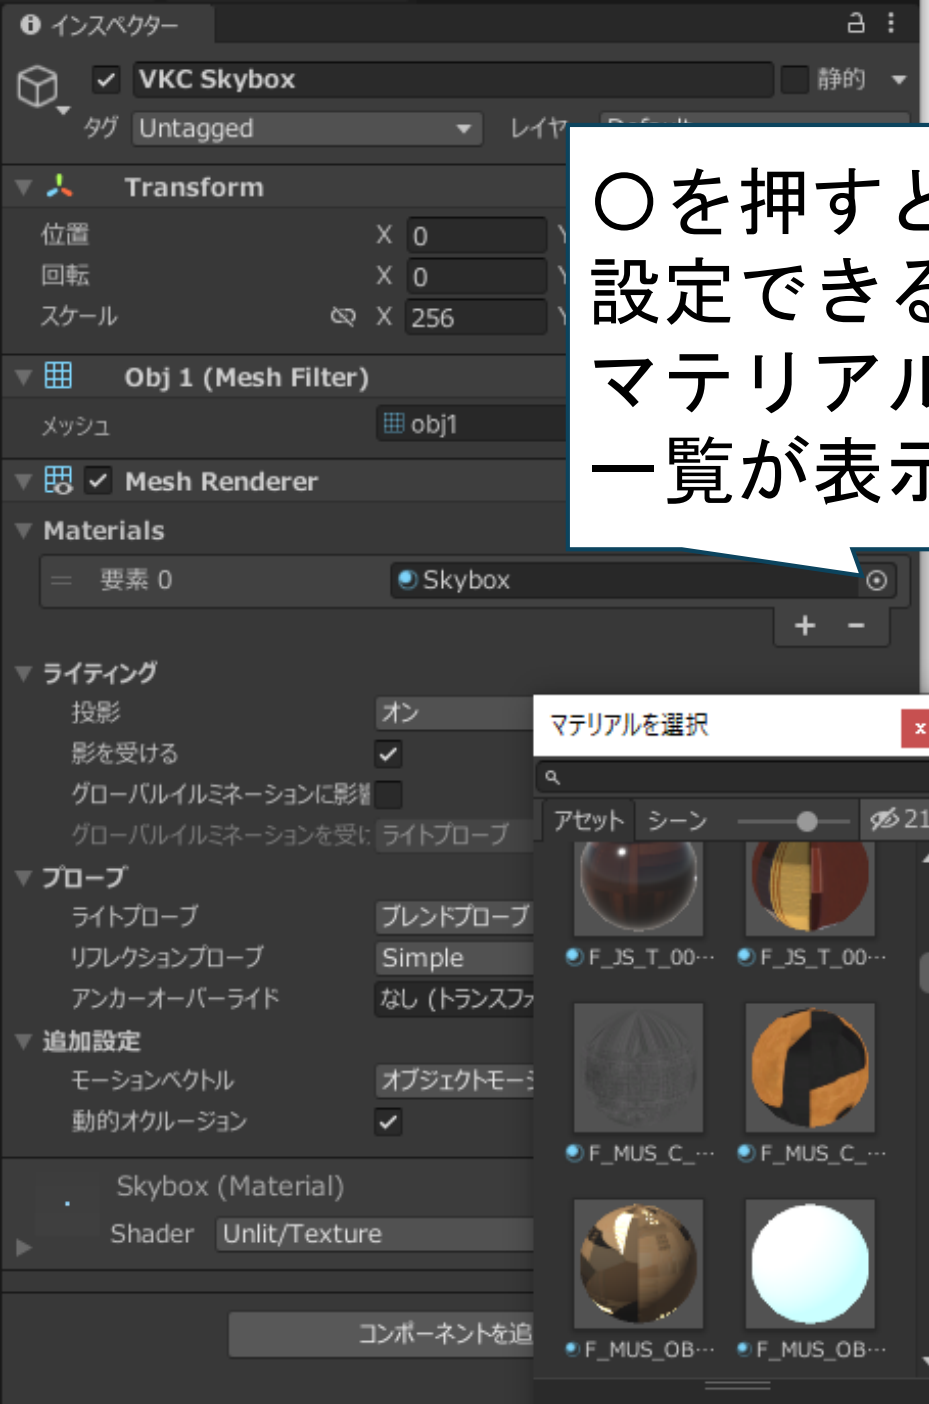 インスペクター
VKC Skybox
静的
タグ Untagged レイヤ
Transform
位置 X 0
回転 X 0
スケール X 256
Obj 1 (Mesh Filter)
メッシュ obj1
Mesh Renderer
Materials
要素 0 Skybox
+ −
〇を押すと
設定できる
マテリアル
一覧が表示
ライティング
投影 オン
影を受ける
グローバルイルミネーションに影響
グローバルイルミネーションを受け ライトプローブ
プローブ
ライトプローブ ブレンドプローブ
リフレクションプローブ Simple
アンカーオーバーライド なし (トランスフォ
追加設定
モーションベクトル オブジェクトモーシ
動的オクルージョン
Skybox (Material)
Shader Unlit/Texture
コンポーネントを追
マテリアルを選択 x
アセット シーン 21
F_JS_T_00… F_JS_T_00…
F_MUS_C_… F_MUS_C_…
F_MUS_OB… F_MUS_OB…